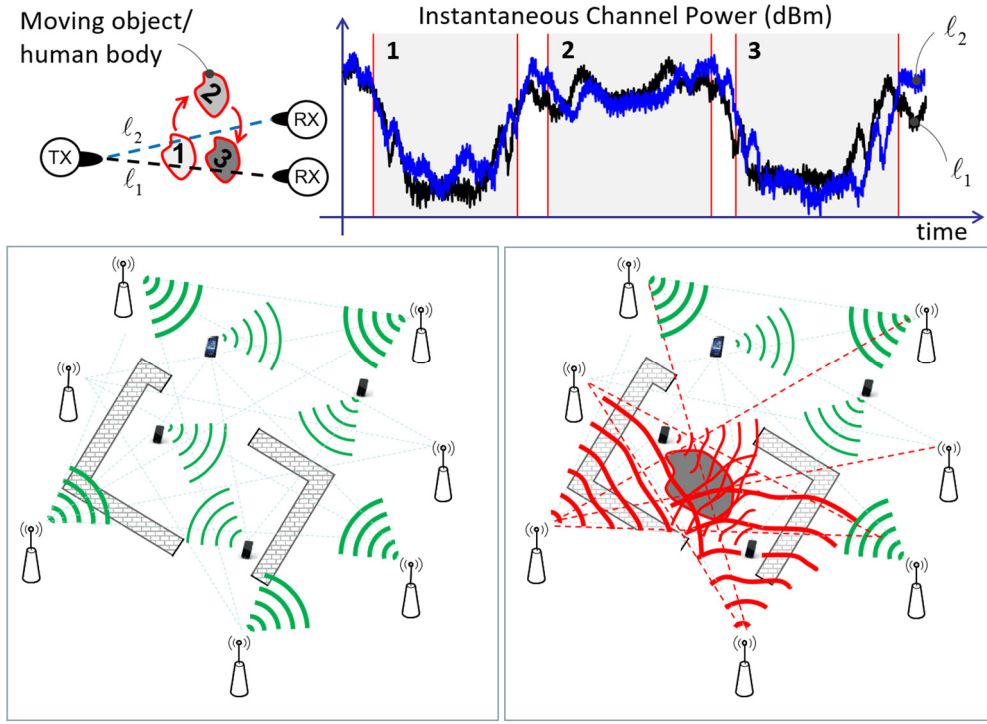 Moving object/
human body
Instantaneous Channel Power (dBm)
1
2
3
ℓ2
ℓ1
time
TX
RX
RX
ℓ2
ℓ1
1
2
3